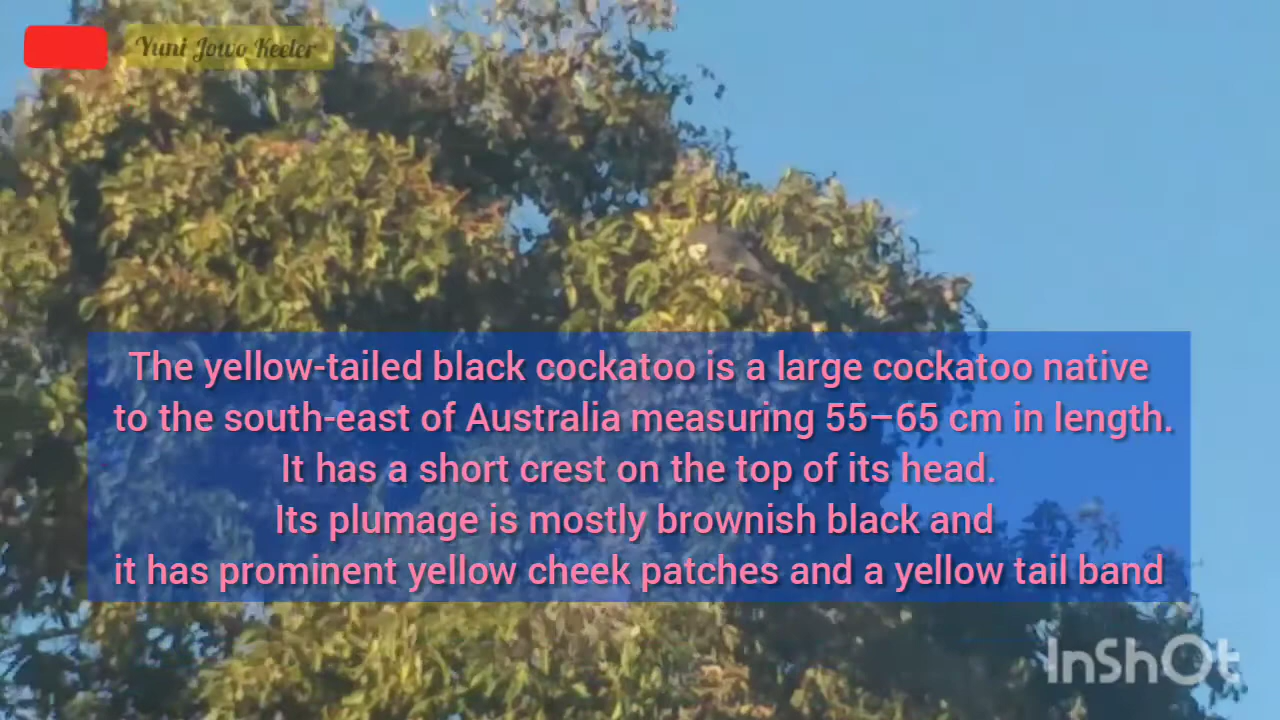 Yuni Jowo Keeler
The yellow-tailed black cockatoo is a large cockatoo native
to the south-east of Australia measuring 55–65 cm in length.
It has a short crest on the top of its head.
Its plumage is mostly brownish black and
it has prominent yellow cheek patches and a yellow tail band
InShOt